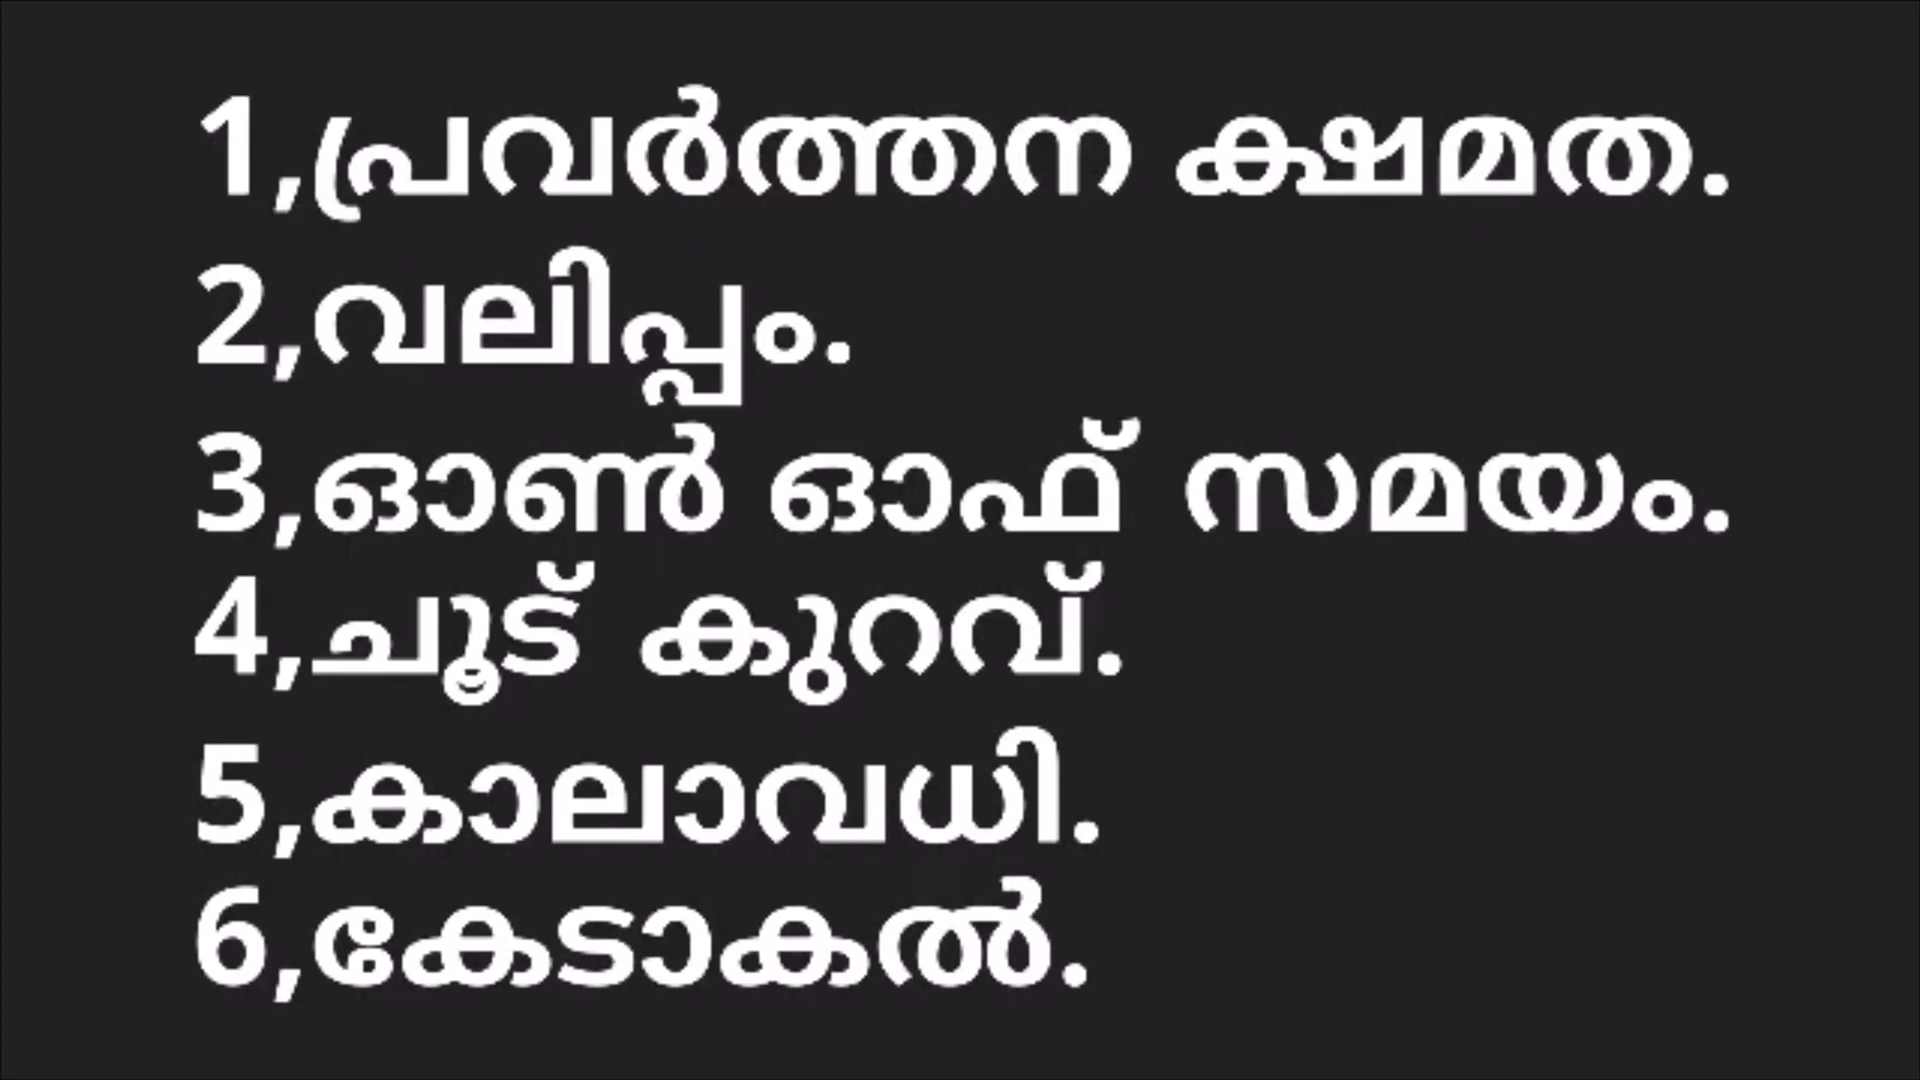 1,പ്രവർത്തന ക്ഷമത.
2,വലിപ്പം.
3,ഓൺ ഓഫ് സമയം.
4,ചൂട് കുറവ്.
5,കാലാവധി.
6,കേടാകൽ.